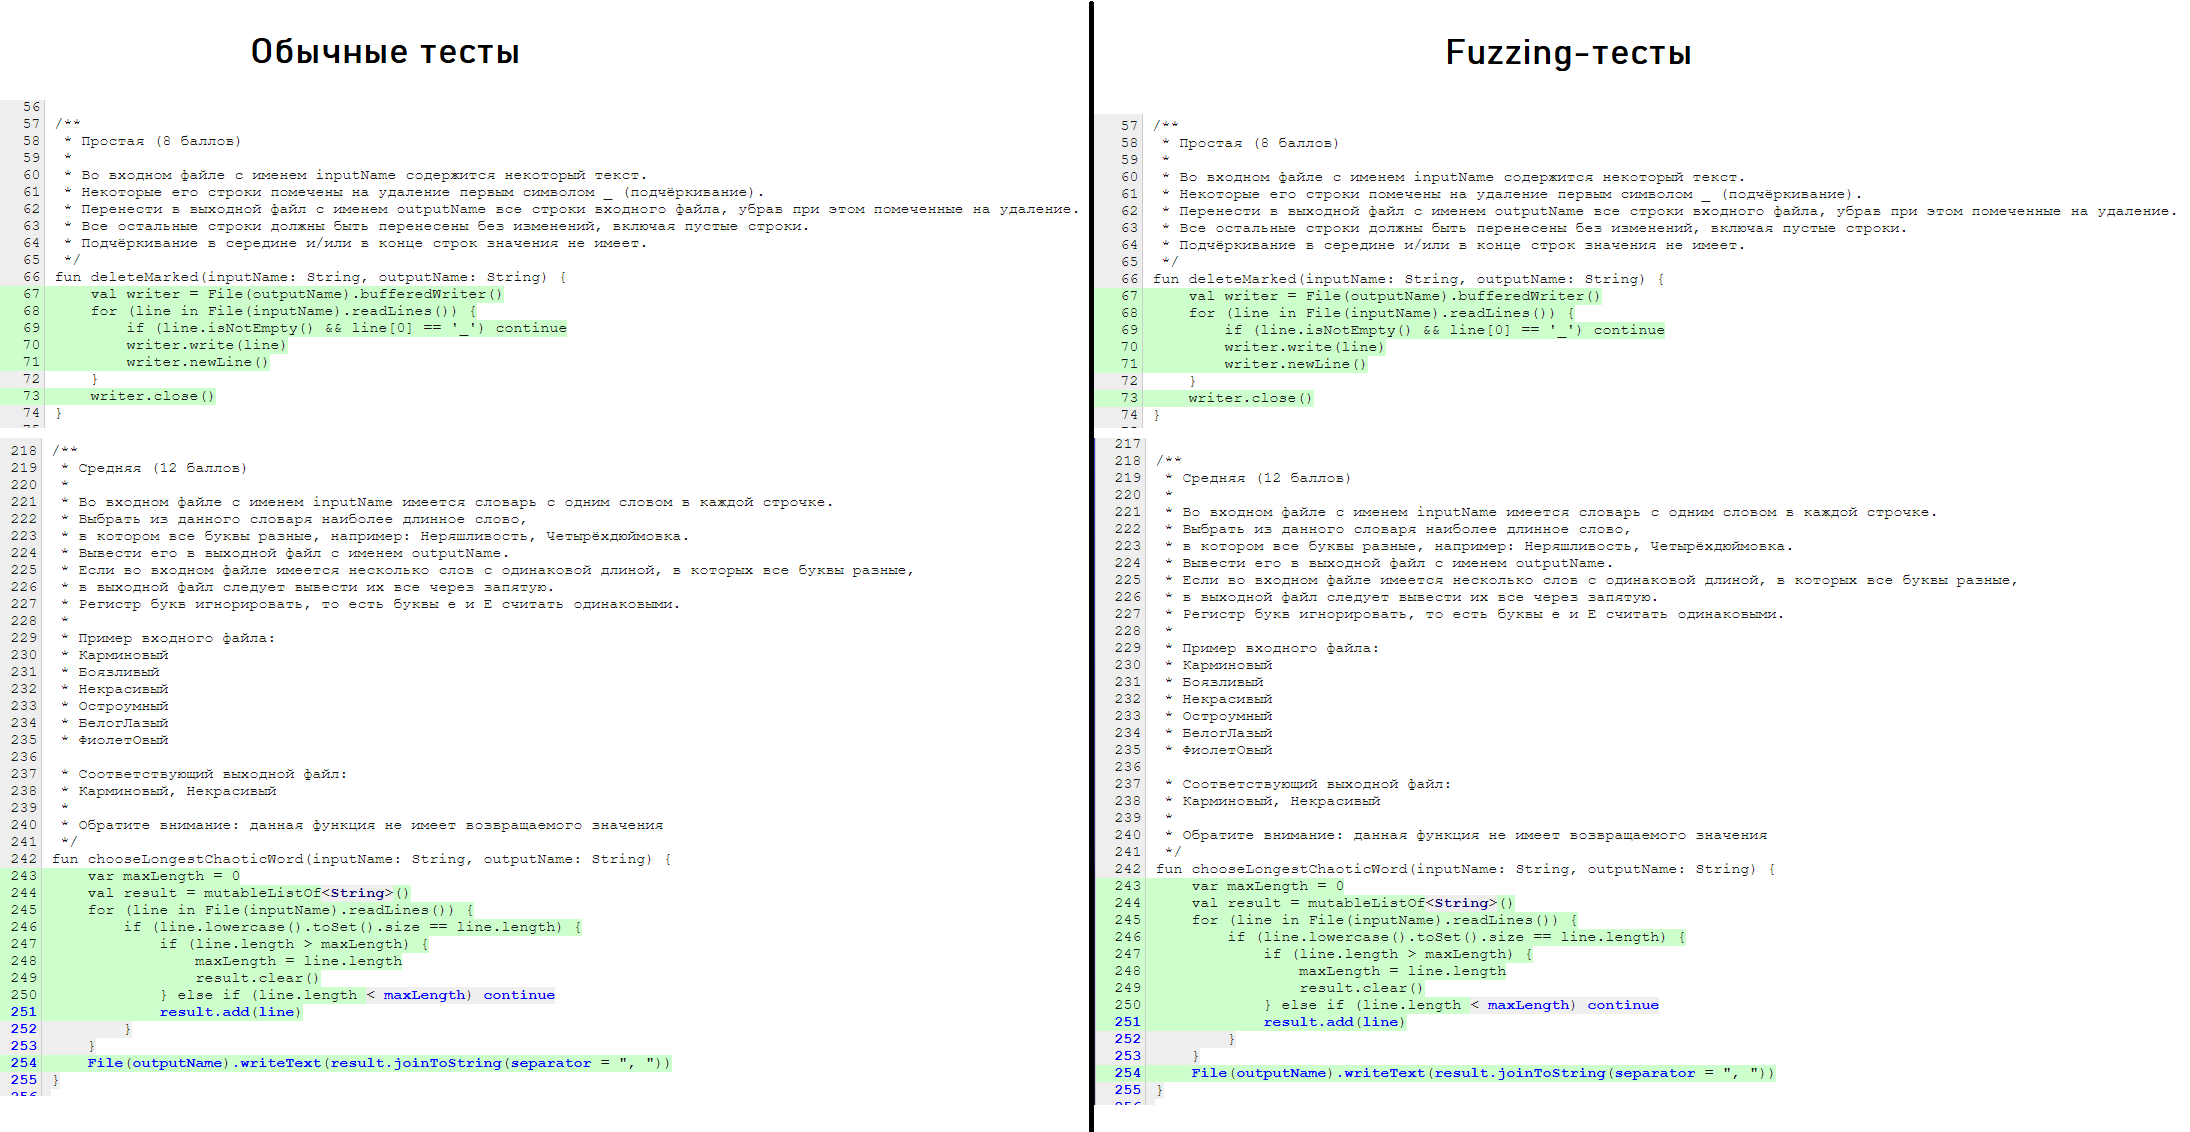 Обычные тесты
56
57 /**
58  * Простая (8 баллов)
59  *
60  * Во входном файле с именем inputName содержится некоторый текст.
61  * Некоторые его строки помечены на удаление первым символом _ (подчёркивание).
62  * Перенести в выходной файл с именем outputName все строки входного файла, убрав при этом помеченные на удаление.
63  * Все остальные строки должны быть перенесены без изменений, включая пустые строки.
64  * Подчёркивание в середине и/или в конце строк значения не имеет.
65  */
66 fun deleteMarked(inputName: String, outputName: String) {
67     val writer = File(outputName).bufferedWriter()
68     for (line in File(inputName).readLines()) {
69         if (line.isNotEmpty() && line[0] == '_') continue
70         writer.write(line)
71         writer.newLine()
72     }
73     writer.close()
74 }
218 /**
219  * Средняя (12 баллов)
220  *
221  * Во входном файле с именем inputName имеется словарь с одним словом в каждой строчке.
222  * Выбрать из данного словаря наиболее длинное слово,
223  * в котором все буквы разные, например: Неряшливость, Четырёхдюймовка.
224  * Вывести его в выходной файл с именем outputName.
225  * Если во входном файле имеется несколько слов с одинаковой длиной, в которых все буквы разные,
226  * в выходной файл следует вывести их все через запятую.
227  * Регистр букв игнорировать, то есть буквы е и Е считать одинаковыми.
228  *
229  * Пример входного файла:
230  * Карминовый
231  * Боязливый
232  * Некрасивый
233  * Остроумный
234  * БелогЛазый
235  * ФиолетОвый
236
237  * Соответствующий выходной файл:
238  * Карминовый, Некрасивый
239  *
240  * Обратите внимание: данная функция не имеет возвращаемого значения
241  */
242 fun chooseLongestChaoticWord(inputName: String, outputName: String) {
243     var maxLength = 0
244     val result = mutableListOf<String>()
245     for (line in File(inputName).readLines()) {
246         if (line.lowercase().toSet().size == line.length) {
247             if (line.length > maxLength) {
248                 maxLength = line.length
249                 result.clear()
250             } else if (line.length < maxLength) continue
251             result.add(line)
252         }
253     }
254     File(outputName).writeText(result.joinToString(separator = ", "))
255 }
Fuzzing-тесты
57 /**
58  * Простая (8 баллов)
59  *
60  * Во входном файле с именем inputName содержится некоторый текст.
61  * Некоторые его строки помечены на удаление первым символом _ (подчёркивание).
62  * Перенести в выходной файл с именем outputName все строки входного файла, убрав при этом помеченные на удаление.
63  * Все остальные строки должны быть перенесены без изменений, включая пустые строки.
64  * Подчёркивание в середине и/или в конце строк значения не имеет.
65  */
66 fun deleteMarked(inputName: String, outputName: String) {
67     val writer = File(outputName).bufferedWriter()
68     for (line in File(inputName).readLines()) {
69         if (line.isNotEmpty() && line[0] == '_') continue
70         writer.write(line)
71         writer.newLine()
72     }
73     writer.close()
74 }
217
218 /**
219  * Средняя (12 баллов)
220  *
221  * Во входном файле с именем inputName имеется словарь с одним словом в каждой строчке.
222  * Выбрать из данного словаря наиболее длинное слово,
223  * в котором все буквы разные, например: Неряшливость, Четырёхдюймовка.
224  * Вывести его в выходной файл с именем outputName.
225  * Если во входном файле имеется несколько слов с одинаковой длиной, в которых все буквы разные,
226  * в выходной файл следует вывести их все через запятую.
227  * Регистр букв игнорировать, то есть буквы е и Е считать одинаковыми.
228  *
229  * Пример входного файла:
230  * Карминовый
231  * Боязливый
232  * Некрасивый
233  * Остроумный
234  * БелогЛазый
235  * ФиолетОвый
236
237  * Соответствующий выходной файл:
238  * Карминовый, Некрасивый
239  *
240  * Обратите внимание: данная функция не имеет возвращаемого значения
241  */
242 fun chooseLongestChaoticWord(inputName: String, outputName: String) {
243     var maxLength = 0
244     val result = mutableListOf<String>()
245     for (line in File(inputName).readLines()) {
246         if (line.lowercase().toSet().size == line.length) {
247             if (line.length > maxLength) {
248                 maxLength = line.length
249                 result.clear()
250             } else if (line.length < maxLength) continue
251             result.add(line)
252         }
253     }
254     File(outputName).writeText(result.joinToString(separator = ", "))
255 }